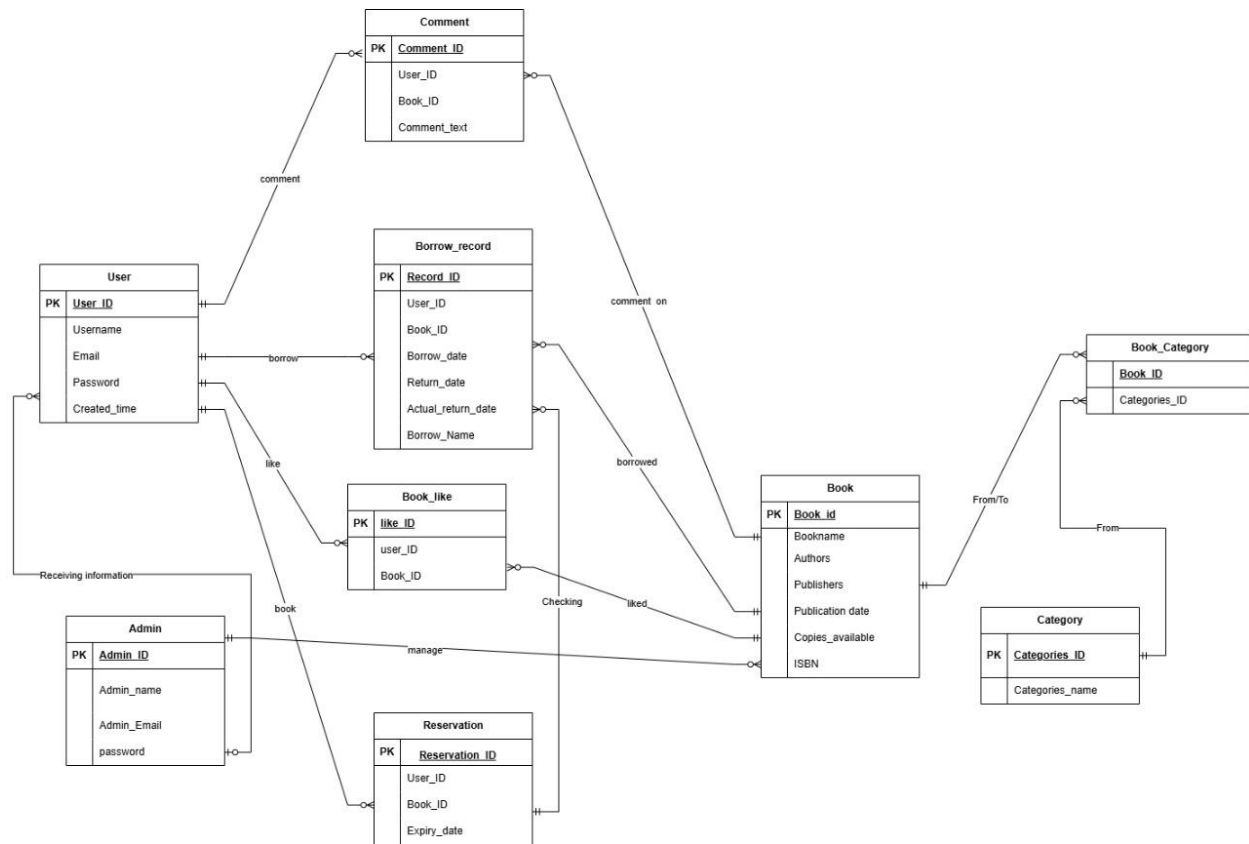 Comment
PK Comment_ID
User_ID
Book_ID
Comment_text
comment
comment on
Borrow_record
PK Record_ID
User_ID
Book_ID
Borrow_date
Return_date
Actual_return_date
Borrow_Name
User
PK User_ID
Username
Email
Password
Created_time
borrow
borrowed
like
Book_like
PK like_ID
user_ID
Book_ID
liked
Checking
Receiving information
book
Admin
PK Admin_ID
Admin_name
Admin_Email
password
manage
Reservation
PK Reservation_ID
User_ID
Book_ID
Expiry_date
Book
PK Book_id
Bookname
Authors
Publishers
Publication date
Copies_available
ISBN
From/To
Book_Category
Book_ID
Categories_ID
From
Category
PK Categories_ID
Categories_name